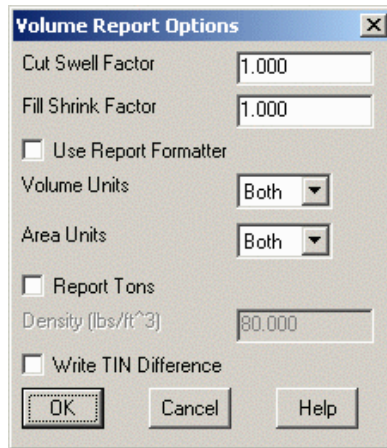 Volume Report Options
Cut Swell Factor 1.000
Fill Shrink Factor 1.000
Use Report Formatter
Volume Units Both
Area Units Both
Report Tons
Density (lbs/ft^3) 80.000
Write TIN Difference
OK Cancel Help